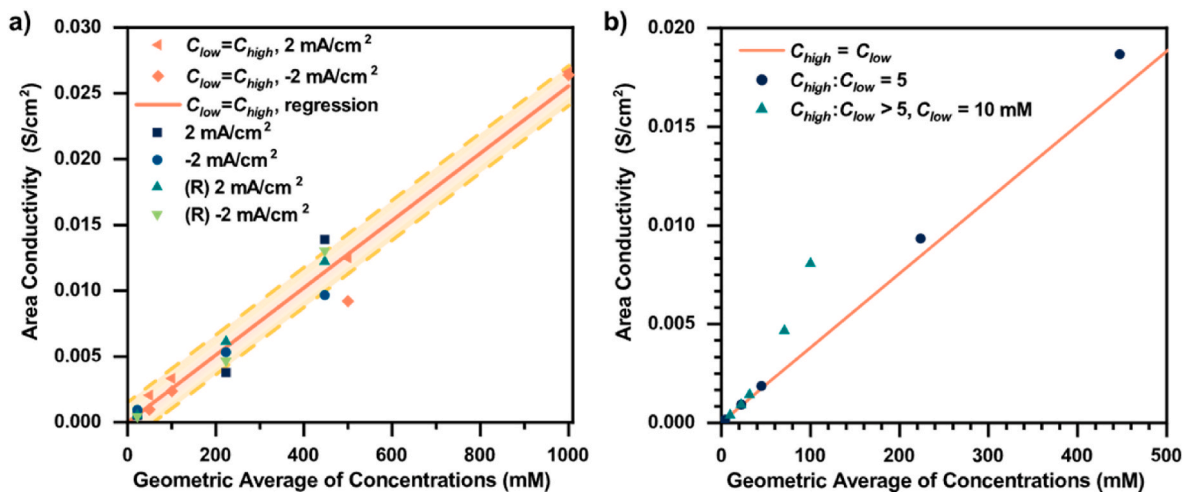 a)
Area Conductivity (S/cm²)
0.030
0.025
0.020
0.015
0.010
0.005
0.000
C_low=C_high, 2 mA/cm²
C_low=C_high, -2 mA/cm²
C_low=C_high, regression
2 mA/cm²
-2 mA/cm²
(R) 2 mA/cm²
(R) -2 mA/cm²
0 200 400 600 800 1000
Geometric Average of Concentrations (mM)
b)
Area Conductivity (S/cm²)
0.020
0.015
0.010
0.005
0.000
C_high = C_low
C_high:C_low = 5
C_high:C_low > 5, C_low = 10 mM
0 100 200 300 400 500
Geometric Average of Concentrations (mM)